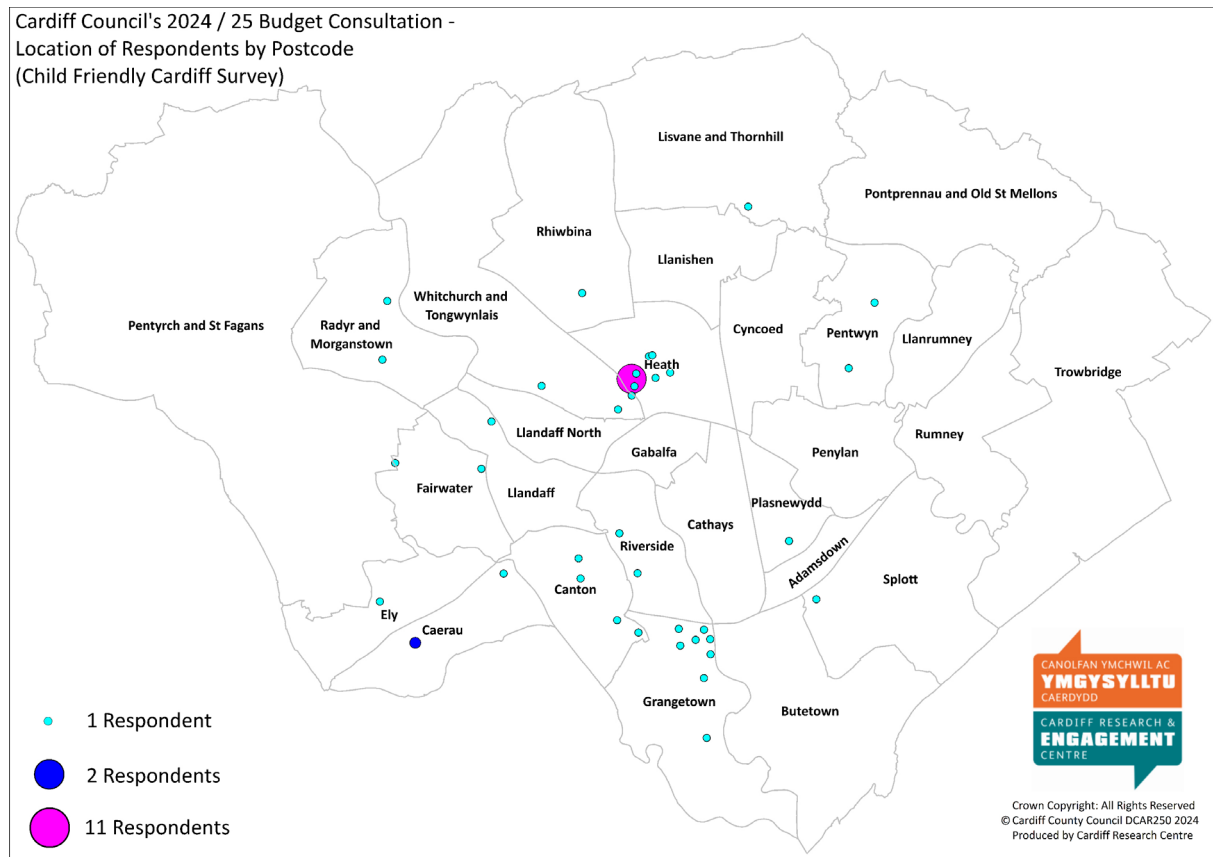 Cardiff Council's 2024 / 25 Budget Consultation -
Location of Respondents by Postcode
(Child Friendly Cardiff Survey)
Lisvane and Thornhill
Pontprennau and Old St Mellons
Rhiwbina
Llanishen
Whitchurch and
Tongwynlais
Pentyrch and St Fagans
Radyr and
Morganstown
Cyncoed
Pentwyn
Llanrumney
Trowbridge
Heath
Llandaff North
Rumney
Gabalfa
Penylan
Fairwater
Llandaff
Plasnewydd
Cathays
Riverside
Adamsdown
Splott
Canton
Ely
Caerau
Grangetown
Butetown
1 Respondent
2 Respondents
11 Respondents
CANOLFAN YMCHWIL AC
YMGYSYLLTU
CAERDYDD
CARDIFF RESEARCH &
ENGAGEMENT
CENTRE
Crown Copyright: All Rights Reserved
© Cardiff County Council DCAR250 2024
Produced by Cardiff Research Centre